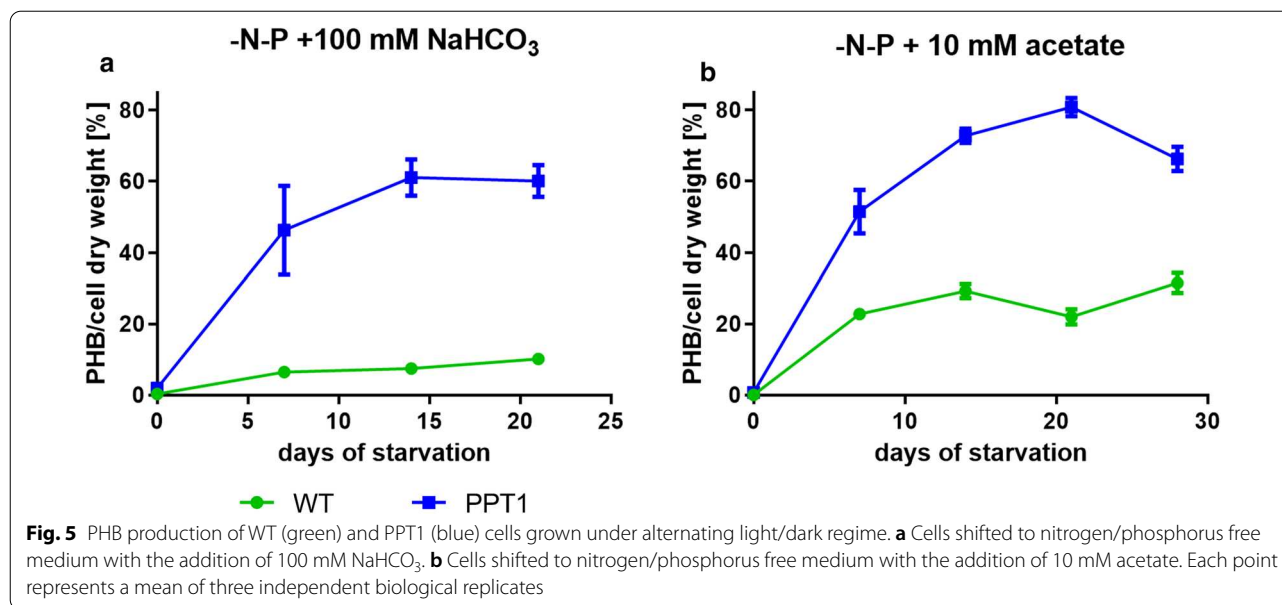 -N-P +100 mM NaHCO₃
a
PHB/cell dry weight [%]
80
60
40
20
0
0 5 10 15 20 25
days of starvation
-N-P + 10 mM acetate
b
PHB/cell dry weight [%]
80
60
40
20
0
0 10 20 30
days of starvation
WT PPT1
Fig. 5 PHB production of WT (green) and PPT1 (blue) cells grown under alternating light/dark regime. a Cells shifted to nitrogen/phosphorus free
medium with the addition of 100 mM NaHCO₃. b Cells shifted to nitrogen/phosphorus free medium with the addition of 10 mM acetate. Each point
represents a mean of three independent biological replicates